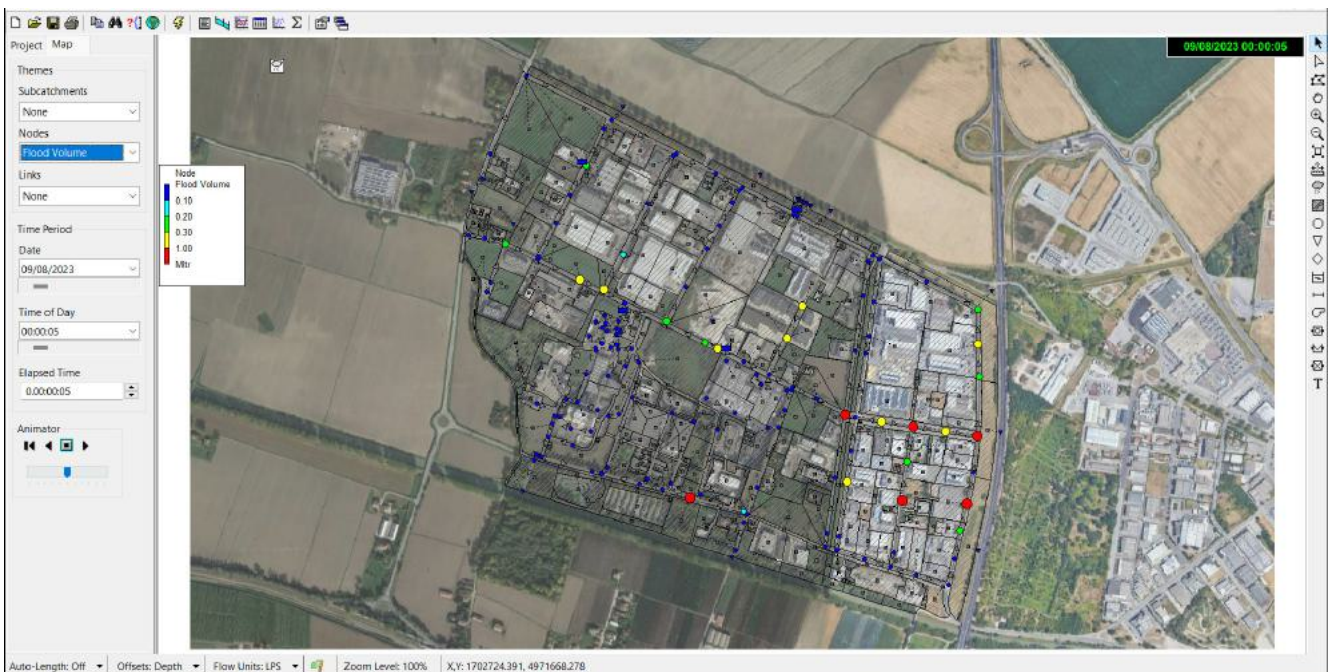 09/08/2023 00:00:05
Project Map
Themes
Subcatchments
None
Nodes
Flood Volume
Links
None
Time Period
Date
09/08/2023
Time of Day
00:00:05
Elapsed Time
0.00:00:05
Animator
Node
Flood Volume
0.10
0.20
0.30
1.00
Mltr
T
Auto-Length: Off Offsets: Depth Flow Units: LPS Zoom Level: 100% X,Y: 1702724.391, 4971668.278